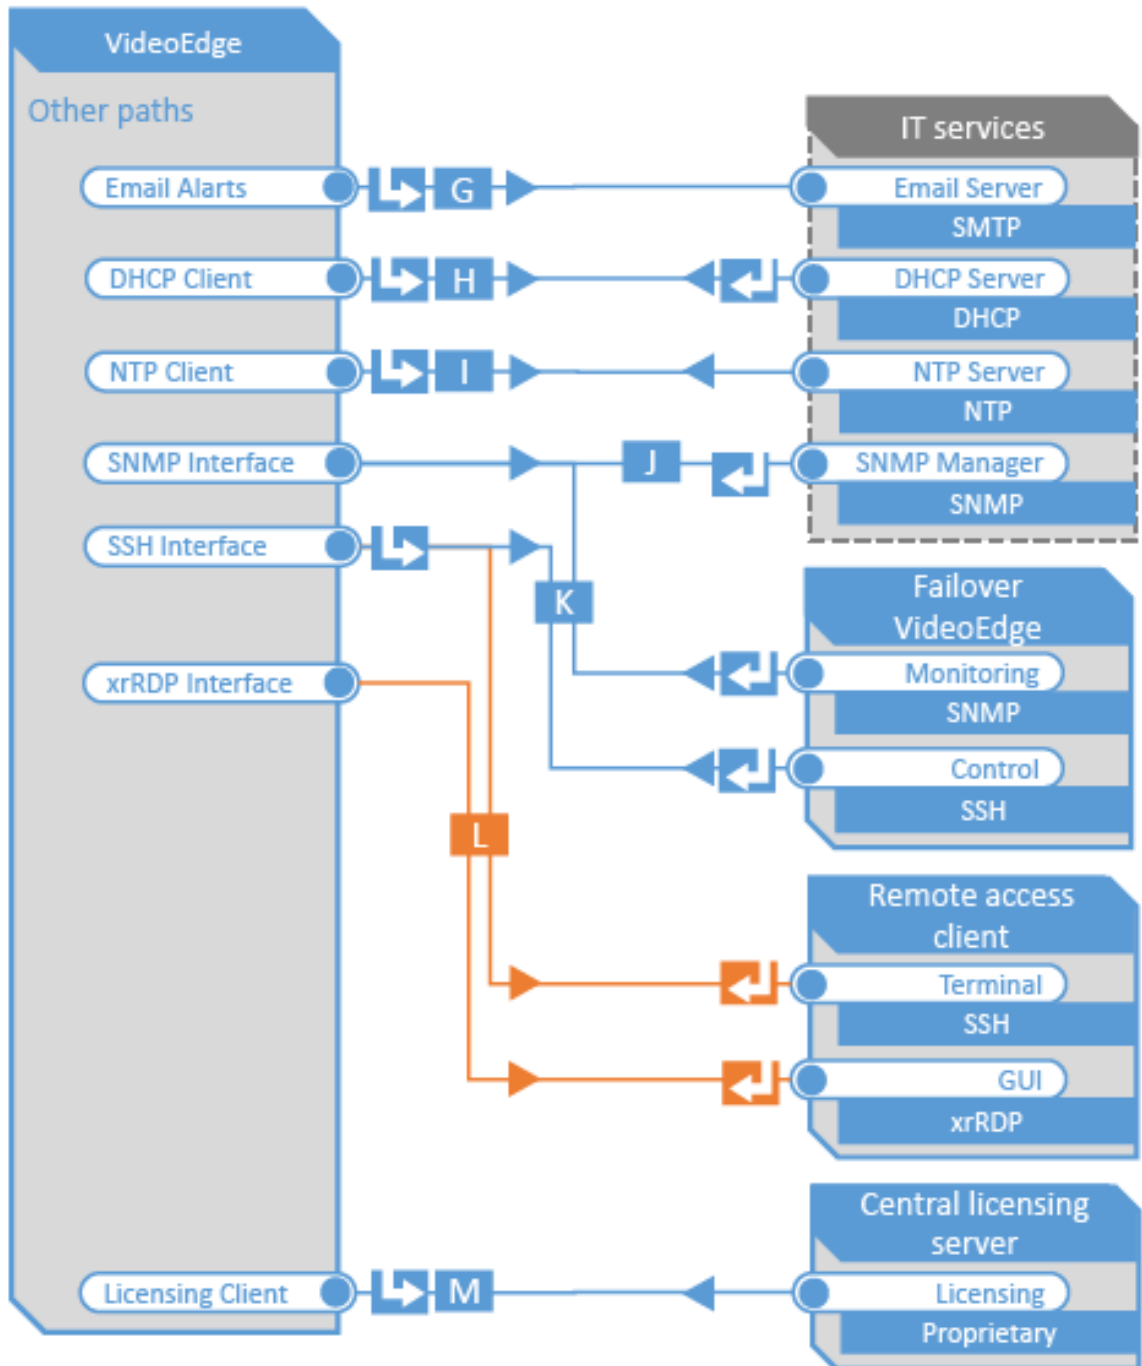 VideoEdge
Other paths
IT services
Email Alarts
G
Email Server
SMTP
DHCP Client
H
DHCP Server
DHCP
NTP Client
I
NTP Server
NTP
SNMP Interface
J
SNMP Manager
SNMP
SSH Interface
K
Failover
VideoEdge
Monitoring
SNMP
xrRDP Interface
Control
SSH
L
Remote access
client
Terminal
SSH
GUI
xrRDP
Central licensing
server
Licensing Client
M
Licensing
Proprietary